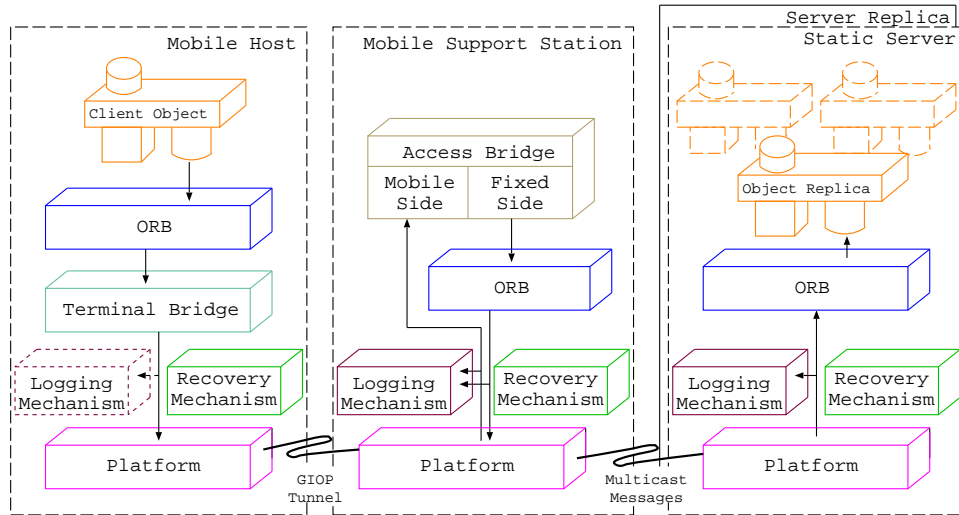 Server Replica
Mobile Host
Mobile Support Station
Static Server
Client Object
Access Bridge
Mobile
Side
Fixed
Side
Object Replica
ORB
ORB
ORB
Terminal Bridge
Logging
Mechanism
Recovery
Mechanism
Logging
Mechanism
Recovery
Mechanism
Logging
Mechanism
Recovery
Mechanism
Platform
Platform
Platform
GIOP
Tunnel
Multicast
Messages